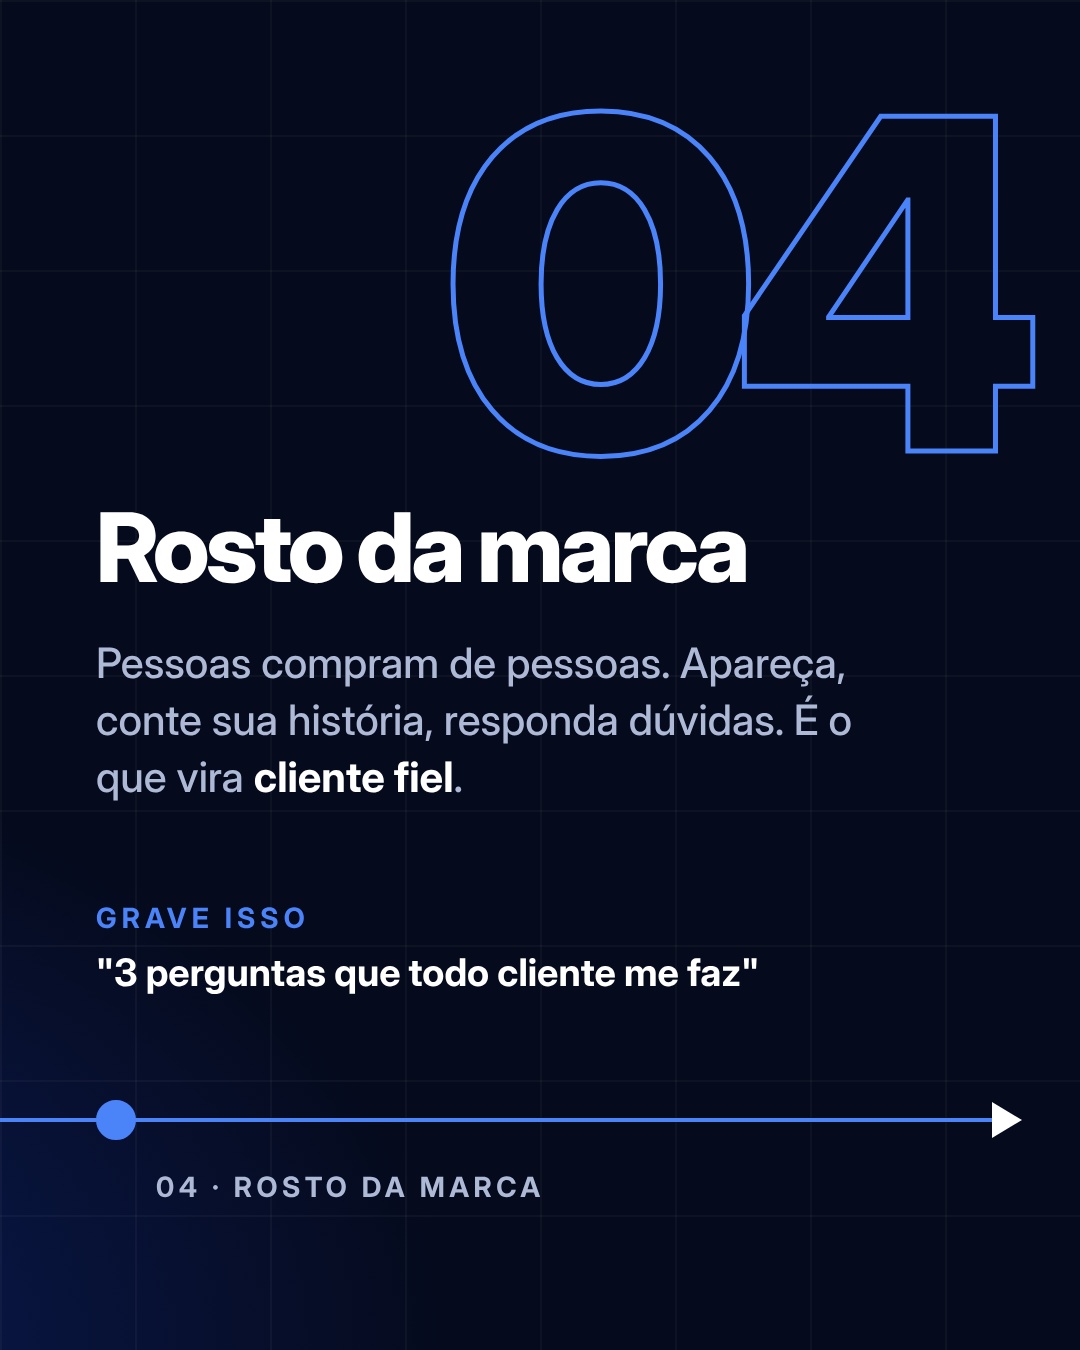 04
Rosto da marca
Pessoas compram de pessoas. Apareça,
conte sua história, responda dúvidas. É o
que vira cliente fiel.
GRAVE ISSO
"3 perguntas que todo cliente me faz"
04 · ROSTO DA MARCA